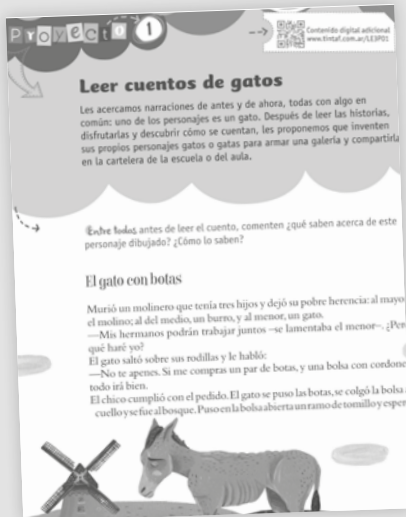 Proyecto 1
Contenido digital adicional
www.tintaf.com.ar/LE3P01
Leer cuentos de gatos
Les acercamos narraciones de antes y de ahora, todas con algo en
común: uno de los personajes es un gato. Después de leer las historias,
disfrutarlas y descubrir cómo se cuentan, les proponemos que inventen
sus propios personajes gatos o gatas para armar una galería y compartirla
en la cartelera de la escuela o del aula.
Entre todos, antes de leer el cuento, comenten ¿qué saben acerca de este
personaje dibujado? ¿Cómo lo saben?
El gato con botas
Murió un molinero que tenía tres hijos y dejó su pobre herencia: al mayo
el molino; al del medio, un burro, y al menor, un gato.
—Mis hermanos podrán trabajar juntos –se lamentaba el menor–. ¿Per
qué haré yo?
El gato saltó sobre sus rodillas y le habló:
—No te apenes. Si me compras un par de botas, y una bolsa con cordone
todo irá bien.
El chico cumplió con el pedido. El gato se puso las botas, se colgó la bolsa
cuello y se fue al bosque. Puso en la bolsa abierta un ramo de tomillo y esper